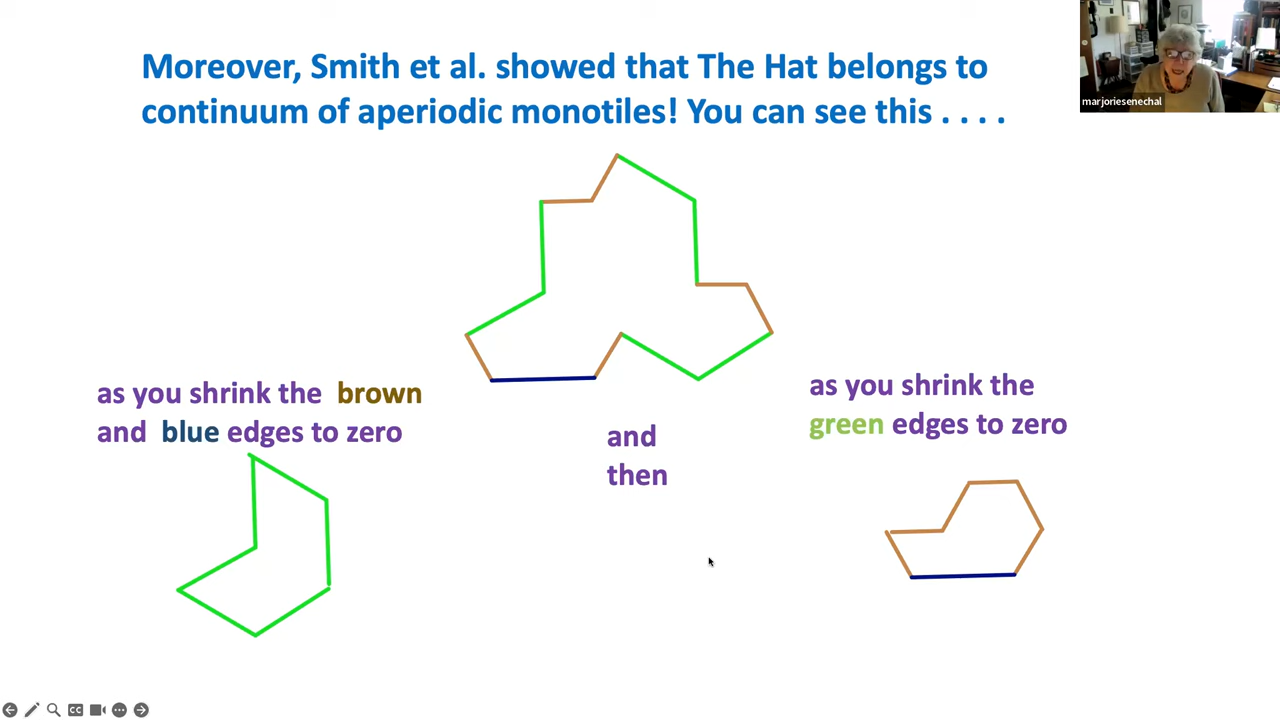 Moreover, Smith et al. showed that The Hat belongs to
continuum of aperiodic monotiles! You can see this . . . .
marjoriesenechal
as you shrink the brown
and blue edges to zero
and
then
as you shrink the
green edges to zero